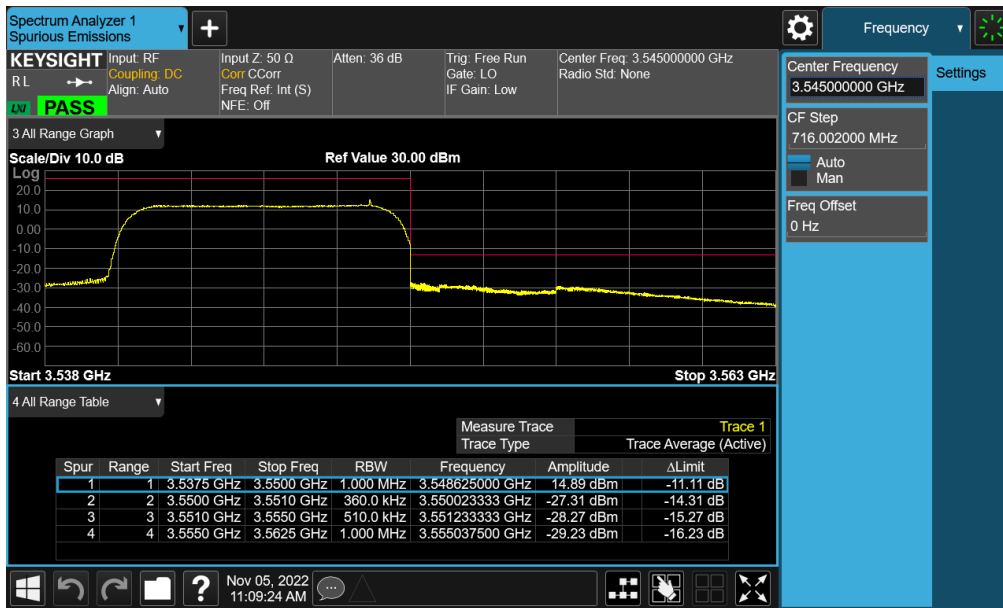 Spectrum Analyzer 1
Spurious Emissions
+
Frequency
KEYSIGHT
R L
LXI PASS
Input: RF
Coupling: DC
Align: Auto
Input Z: 50 Ω
Corr CCorr
Freq Ref: Int (S)
NFE: Off
Atten: 36 dB
Trig: Free Run
Gate: LO
IF Gain: Low
Center Freq: 3.545000000 GHz
Radio Std: None
Center Frequency
3.545000000 GHz
Settings
CF Step
716.002000 MHz
Auto
Man
Freq Offset
0 Hz
3 All Range Graph
Scale/Div 10.0 dB
Ref Value 30.00 dBm
Log
20.0
10.0
0.00
-10.0
-20.0
-30.0
-40.0
-50.0
-60.0
Start 3.538 GHz
Stop 3.563 GHz
4 All Range Table
Measure Trace Trace 1
Trace Type Trace Average (Active)
Spur Range Start Freq Stop Freq RBW Frequency Amplitude ΔLimit
1 1 3.5375 GHz 3.5500 GHz 1.000 MHz 3.548625000 GHz 14.89 dBm -11.11 dB
2 2 3.5500 GHz 3.5510 GHz 360.0 kHz 3.550023333 GHz -27.31 dBm -14.31 dB
3 3 3.5510 GHz 3.5550 GHz 510.0 kHz 3.551233333 GHz -28.27 dBm -15.27 dB
4 4 3.5550 GHz 3.5625 GHz 1.000 MHz 3.555037500 GHz -29.23 dBm -16.23 dB
?
Nov 05, 2022
11:09:24 AM